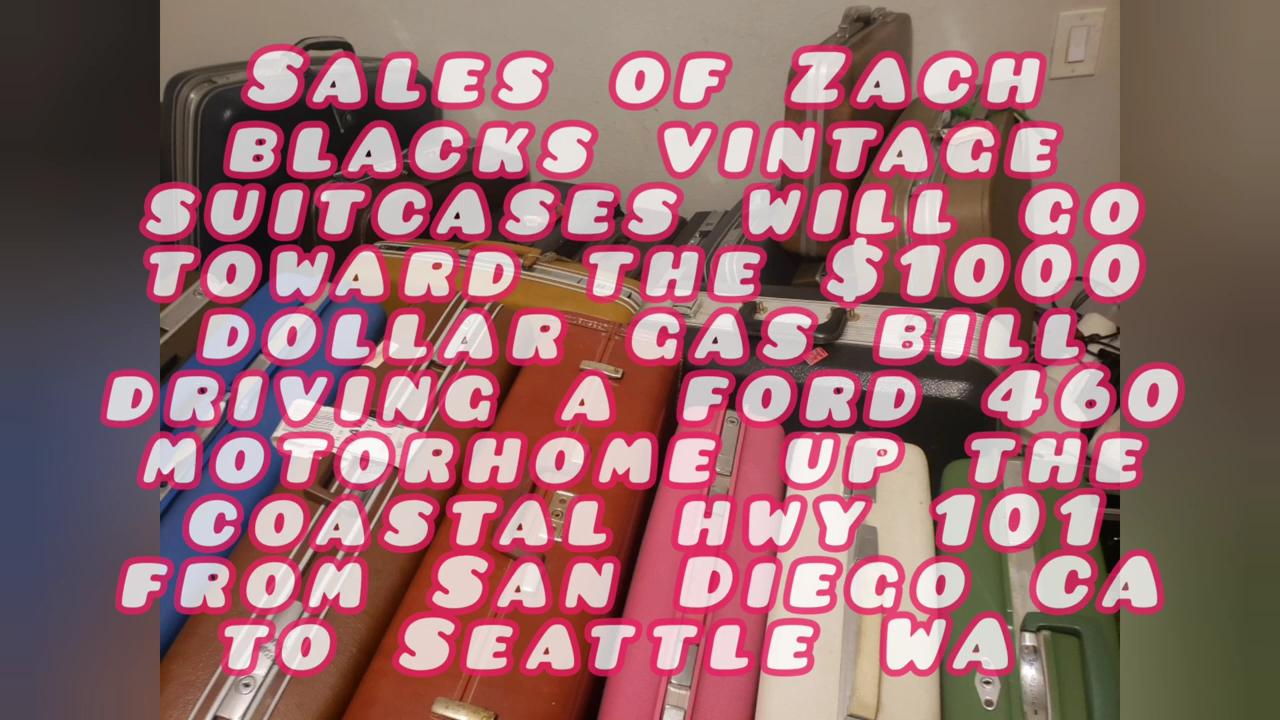 Sales of Zach
blacks vintage
suitcases will go
toward the $1000
dollar gas bill
driving a ford 460
motorhome up the
coastal hwy 101
from San Diego CA
to Seattle WA